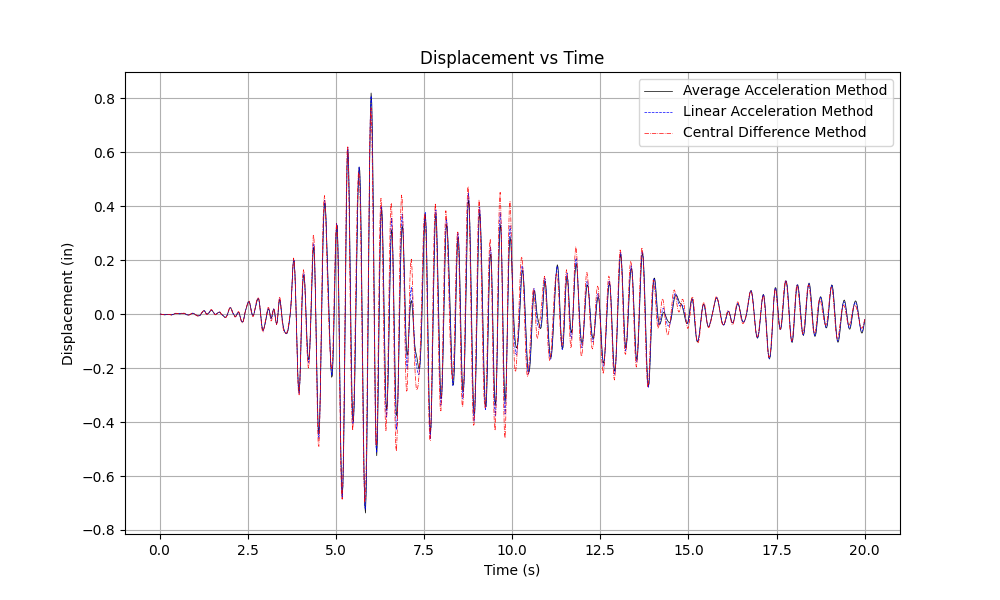 Displacement vs Time
Average Acceleration Method
Linear Acceleration Method
Central Difference Method
0.8
0.6
0.4
0.2
0.0
−0.2
−0.4
−0.6
−0.8
Displacement (in)
0.0 2.5 5.0 7.5 10.0 12.5 15.0 17.5 20.0
Time (s)